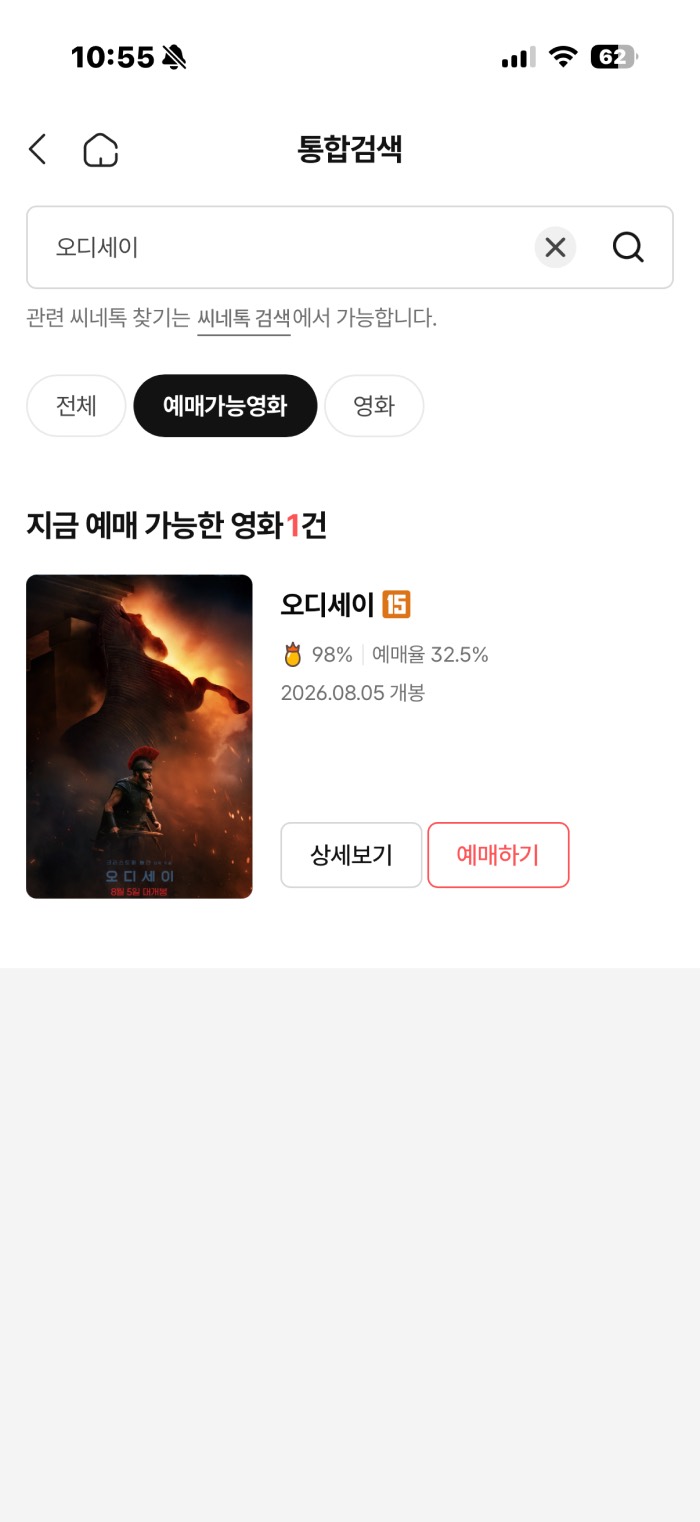 10:55
62
통합검색
오디세이
관련 씨네톡 찾기는 씨네톡 검색에서 가능합니다.
전체
예매가능영화
영화
지금 예매 가능한 영화1건
오디세이 15
98% 예매율 32.5%
2026.08.05 개봉
오디세이
8월 5일 대개봉
상세보기
예매하기